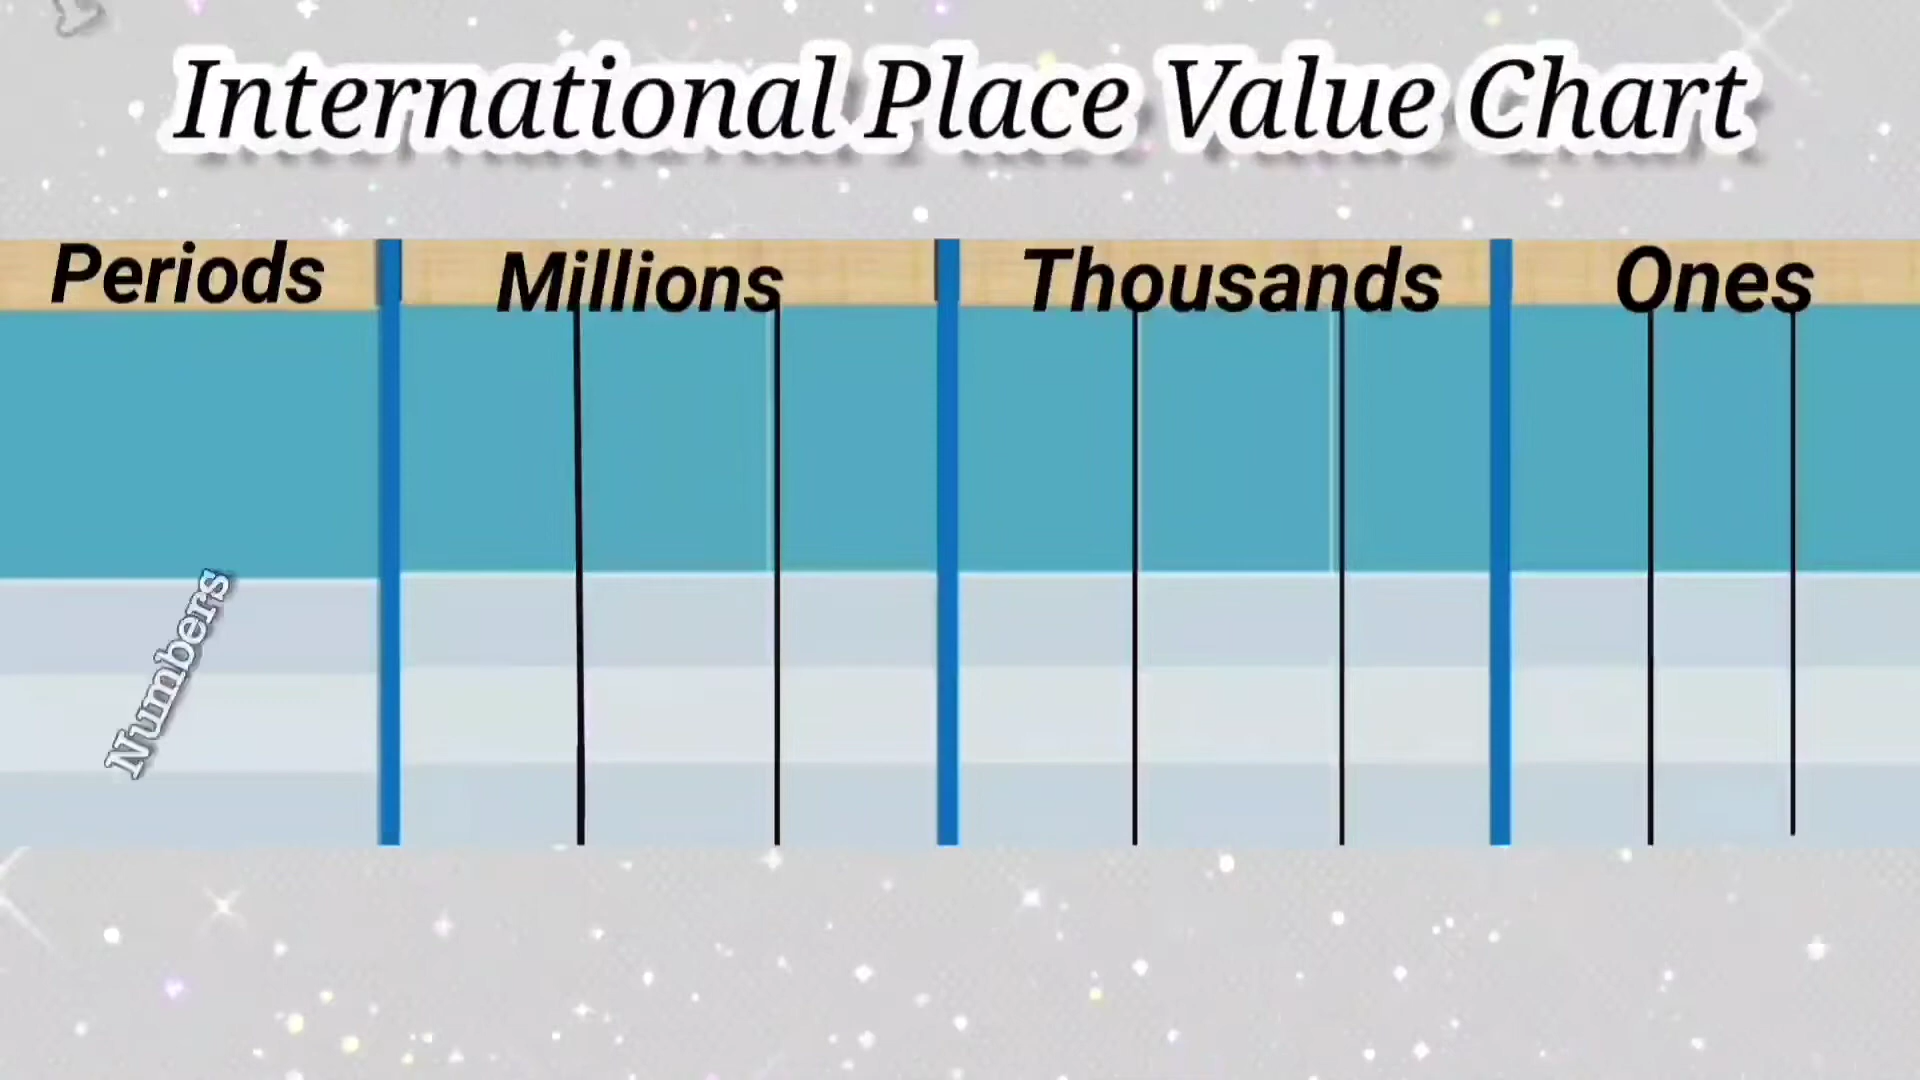 International Place Value Chart
Periods Millions Thousands Ones
Numbers